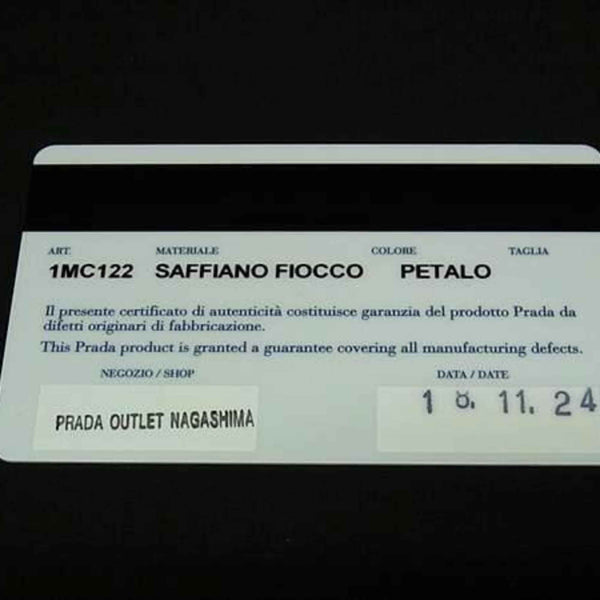 ART. MATERIALE COLORE TAGLIA
1MC122 SAFFIANO FIOCCO PETALO
Il presente certificato di autenticità costituisce garanzia del prodotto Prada da
difetti originari di fabbricazione.
This Prada product is granted a guarantee covering all manufacturing defects.
NEGOZIO / SHOP DATA / DATE
PRADA OUTLET NAGASHIMA 18. 11. 24